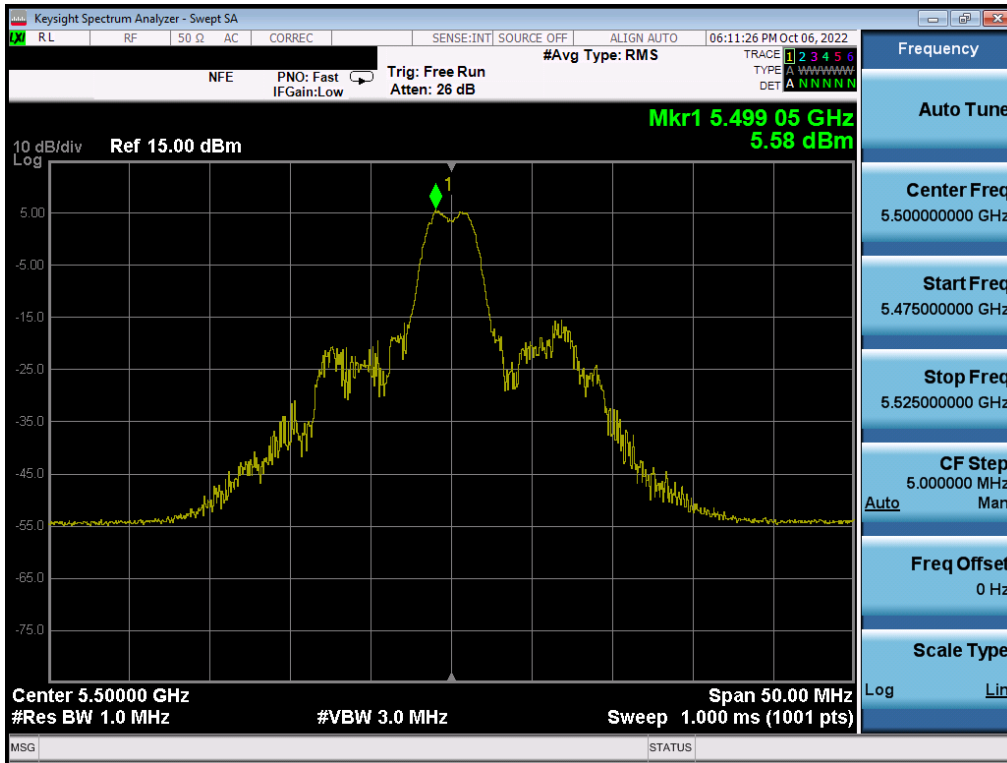 Keysight Spectrum Analyzer - Swept SA
LXI RL RF 50 Ω AC CORREC SENSE:INT SOURCE OFF ALIGN AUTO 06:11:26 PM Oct 06, 2022
#Avg Type: RMS
TRACE 1 2 3 4 5 6
TYPE A WWWWW
DET A N N N N N
NFE
PNO: Fast
IFGain:Low
Trig: Free Run
Atten: 26 dB
Mkr1 5.499 05 GHz
5.58 dBm
10 dB/div Ref 15.00 dBm
Log
1
5.00
-5.00
-15.0
-25.0
-35.0
-45.0
-55.0
-65.0
-75.0
Center 5.50000 GHz
Span 50.00 MHz
#Res BW 1.0 MHz
#VBW 3.0 MHz
Sweep 1.000 ms (1001 pts)
MSG
STATUS
Frequency
Auto Tune
Center Freq
5.500000000 GHz
Start Freq
5.475000000 GHz
Stop Freq
5.525000000 GHz
CF Step
5.000000 MHz
Auto Man
Freq Offset
0 Hz
Scale Type
Log Lin